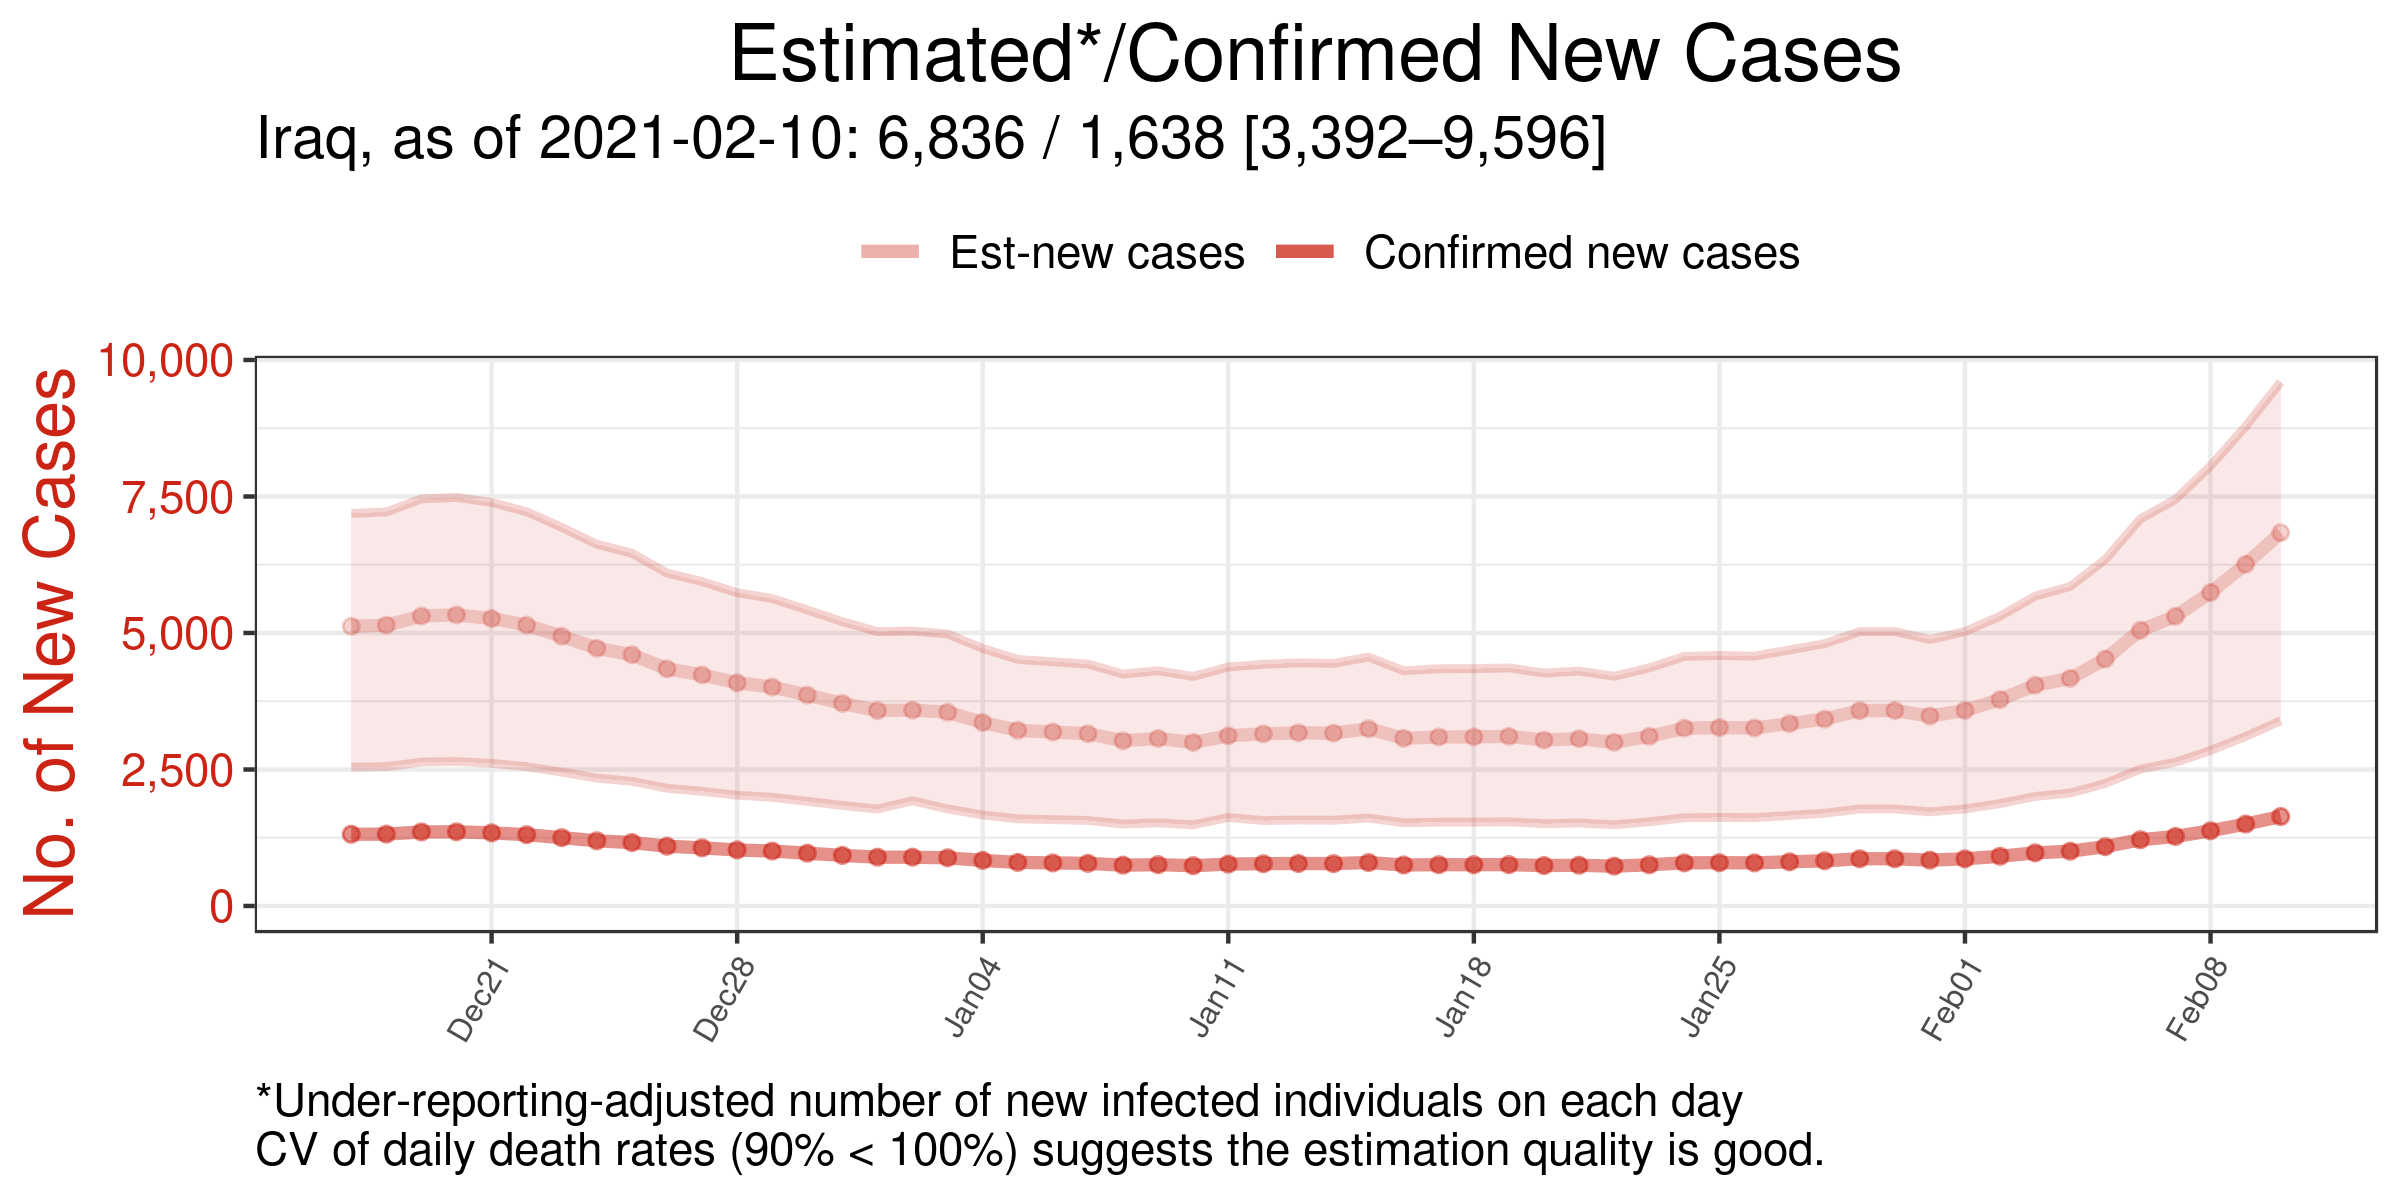 Estimated*/Confirmed New Cases
Iraq, as of 2021-02-10: 6,836 / 1,638 [3,392–9,596]
Est-new cases
Confirmed new cases
No. of New Cases
10,000
7,500
5,000
2,500
0
Dec21
Dec28
Jan04
Jan11
Jan18
Jan25
Feb01
Feb08
*Under-reporting-adjusted number of new infected individuals on each day
CV of daily death rates (90% < 100%) suggests the estimation quality is good.